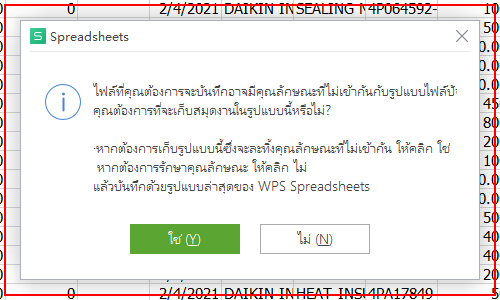 0 2/4/2021 DAIKIN IN SEALING M 4P064592- 10
Spreadsheets
ไฟล์ที่คุณต้องการจะบันทึกอาจมีคุณลักษณะที่ไม่เข้ากันกับรูปแบบไฟล์ปัจ
คุณต้องการที่จะเก็บสมุดงานในรูปแบบนี้หรือไม่?
·หากต้องการเก็บรูปแบบนี้ซึ่งจะละทิ้งคุณลักษณะที่ไม่เข้ากัน ให้คลิก ใช่
หากต้องการรักษาคุณลักษณะ ให้คลิก ไม่
แล้วบันทึกด้วยรูปแบบล่าสุดของ WPS Spreadsheets
ใช่ (Y) ไม่ (N)
0 2/4/2021 DAIKIN IN HEAT INSU 4PA17849 5